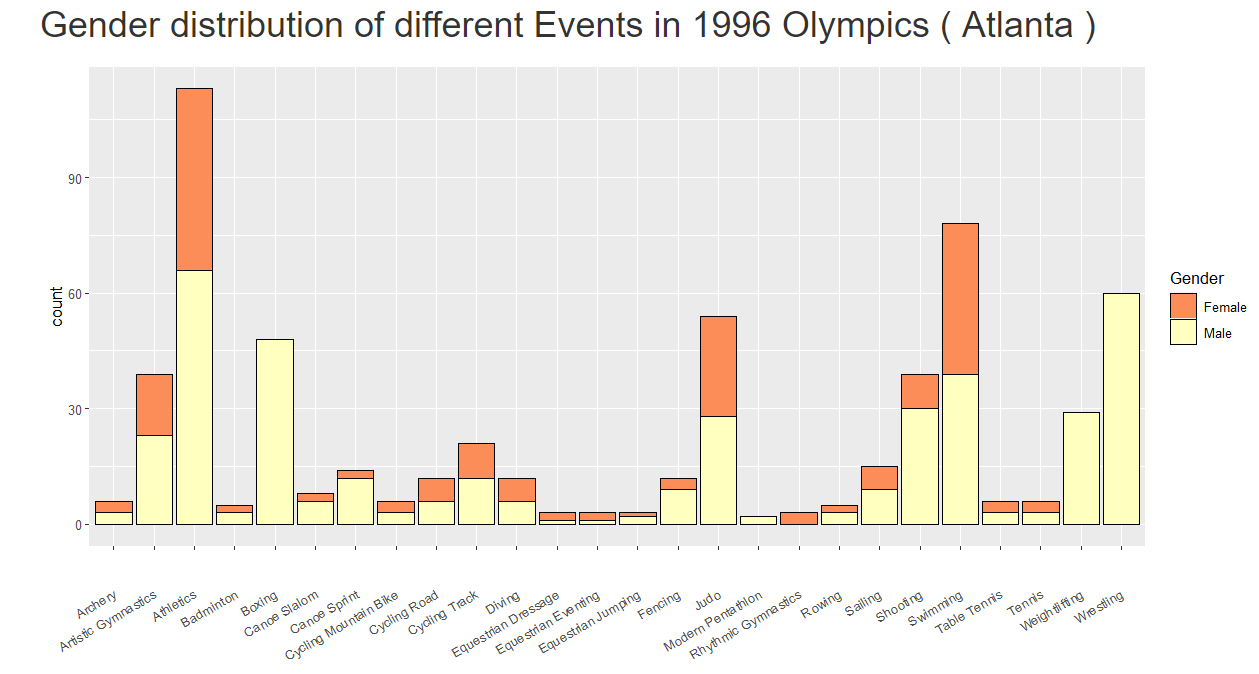 Gender distribution of different Events in 1996 Olympics ( Atlanta )
90
60
30
0
count
Gender
Female
Male
Archery
Artistic Gymnastics
Athletics
Badminton
Boxing
Canoe Slalom
Canoe Sprint
Cycling Mountain Bike
Cycling Road
Cycling Track
Diving
Equestrian Dressage
Equestrian Eventing
Equestrian Jumping
Fencing
Judo
Modern Pentathlon
Rhythmic Gymnastics
Rowing
Sailing
Shooting
Swimming
Table Tennis
Tennis
Weightlifting
Wrestling